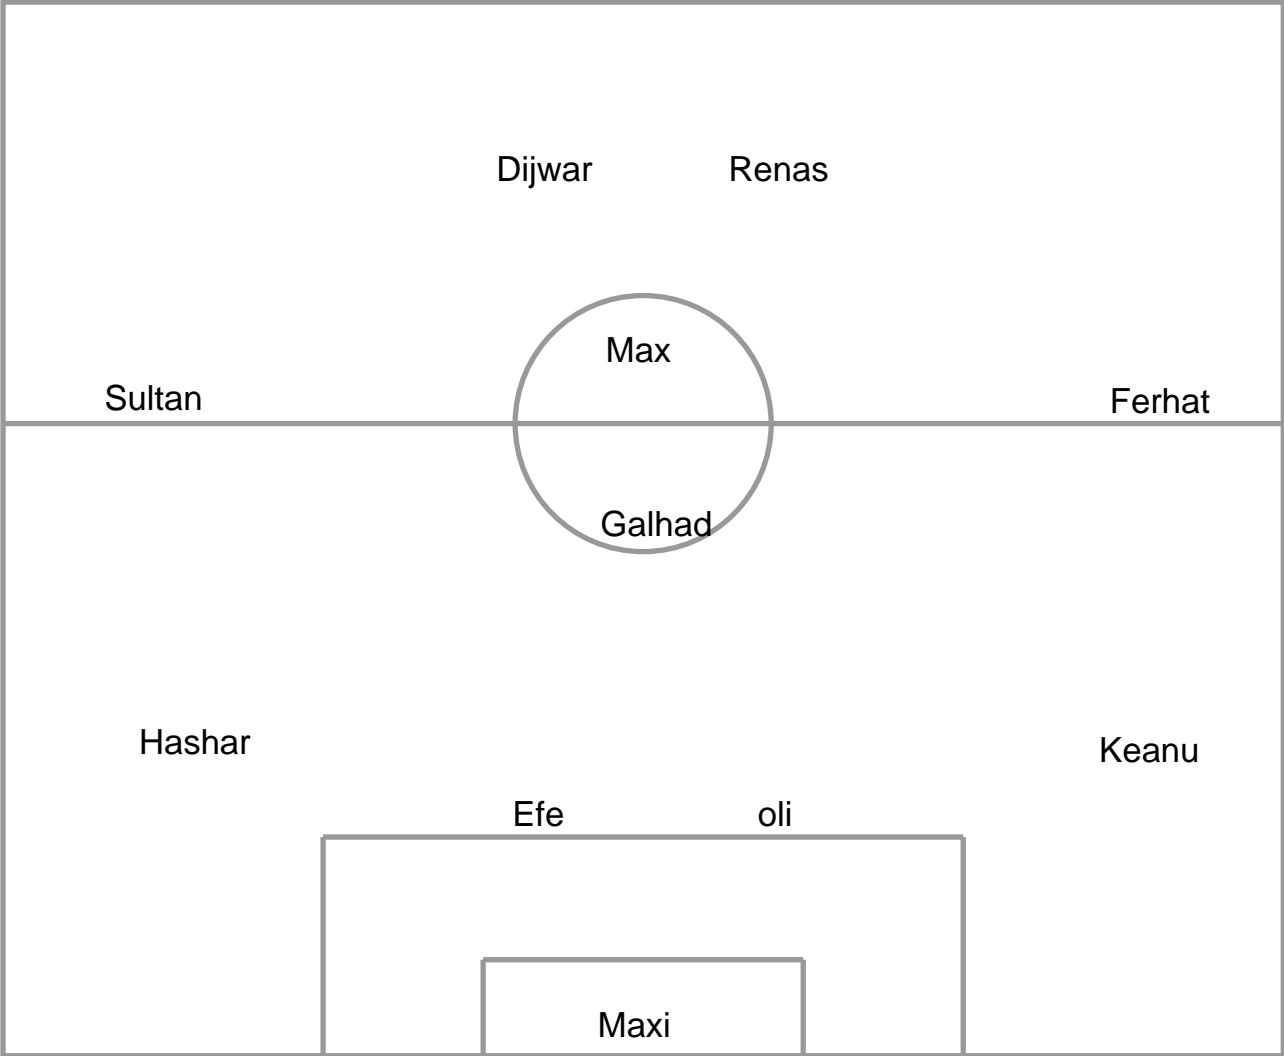 Dijwar Renas
Max
Sultan Ferhat
Galhad
Hashar Keanu
Efe oli
Maxi